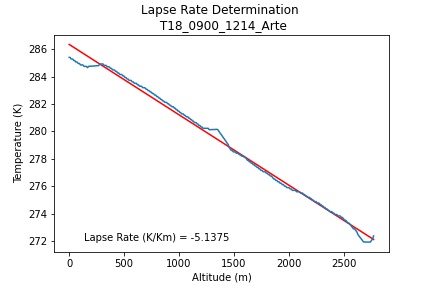 Lapse Rate Determination
T18_0900_1214_Arte
286
284
282
280
278
276
274
272
Temperature (K)
Lapse Rate (K/Km) = -5.1375
0
500
1000
1500
2000
2500
Altitude (m)